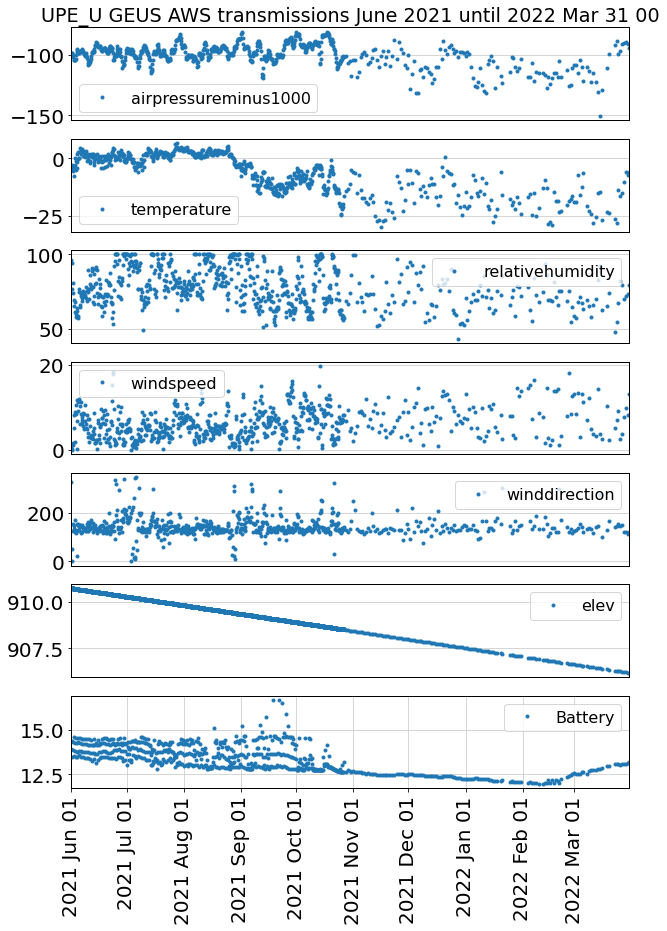 UPE_U GEUS AWS transmissions June 2021 until 2022 Mar 31 00
−100
−150
airpressureminus1000
0
−25
temperature
100
50
relativehumidity
20
0
windspeed
200
0
winddirection
910.0
907.5
elev
15.0
12.5
Battery
2021 Jun 01
2021 Jul 01
2021 Aug 01
2021 Sep 01
2021 Oct 01
2021 Nov 01
2021 Dec 01
2022 Jan 01
2022 Feb 01
2022 Mar 01